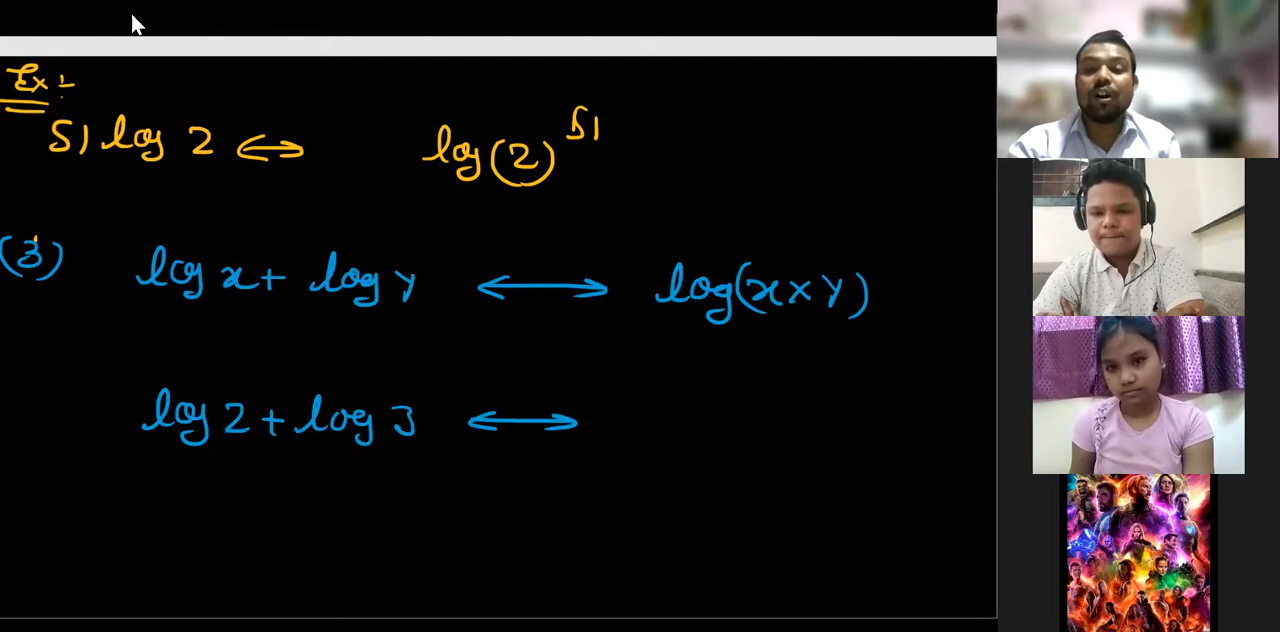 Ex:-
51 log 2 ⟺ log(2)^51
(3) log x + log y ⟷ log(x × y)
log 2 + log 3 ⟷